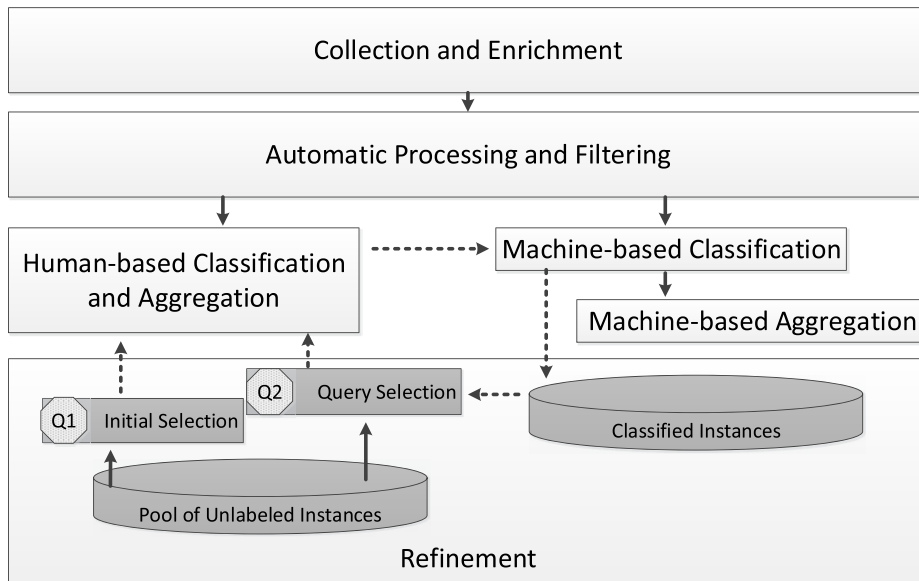 Collection and Enrichment
Automatic Processing and Filtering
Human-based Classification
and Aggregation
Machine-based Classification
Machine-based Aggregation
Q2 Query Selection
Q1 Initial Selection
Classified Instances
Pool of Unlabeled Instances
Refinement